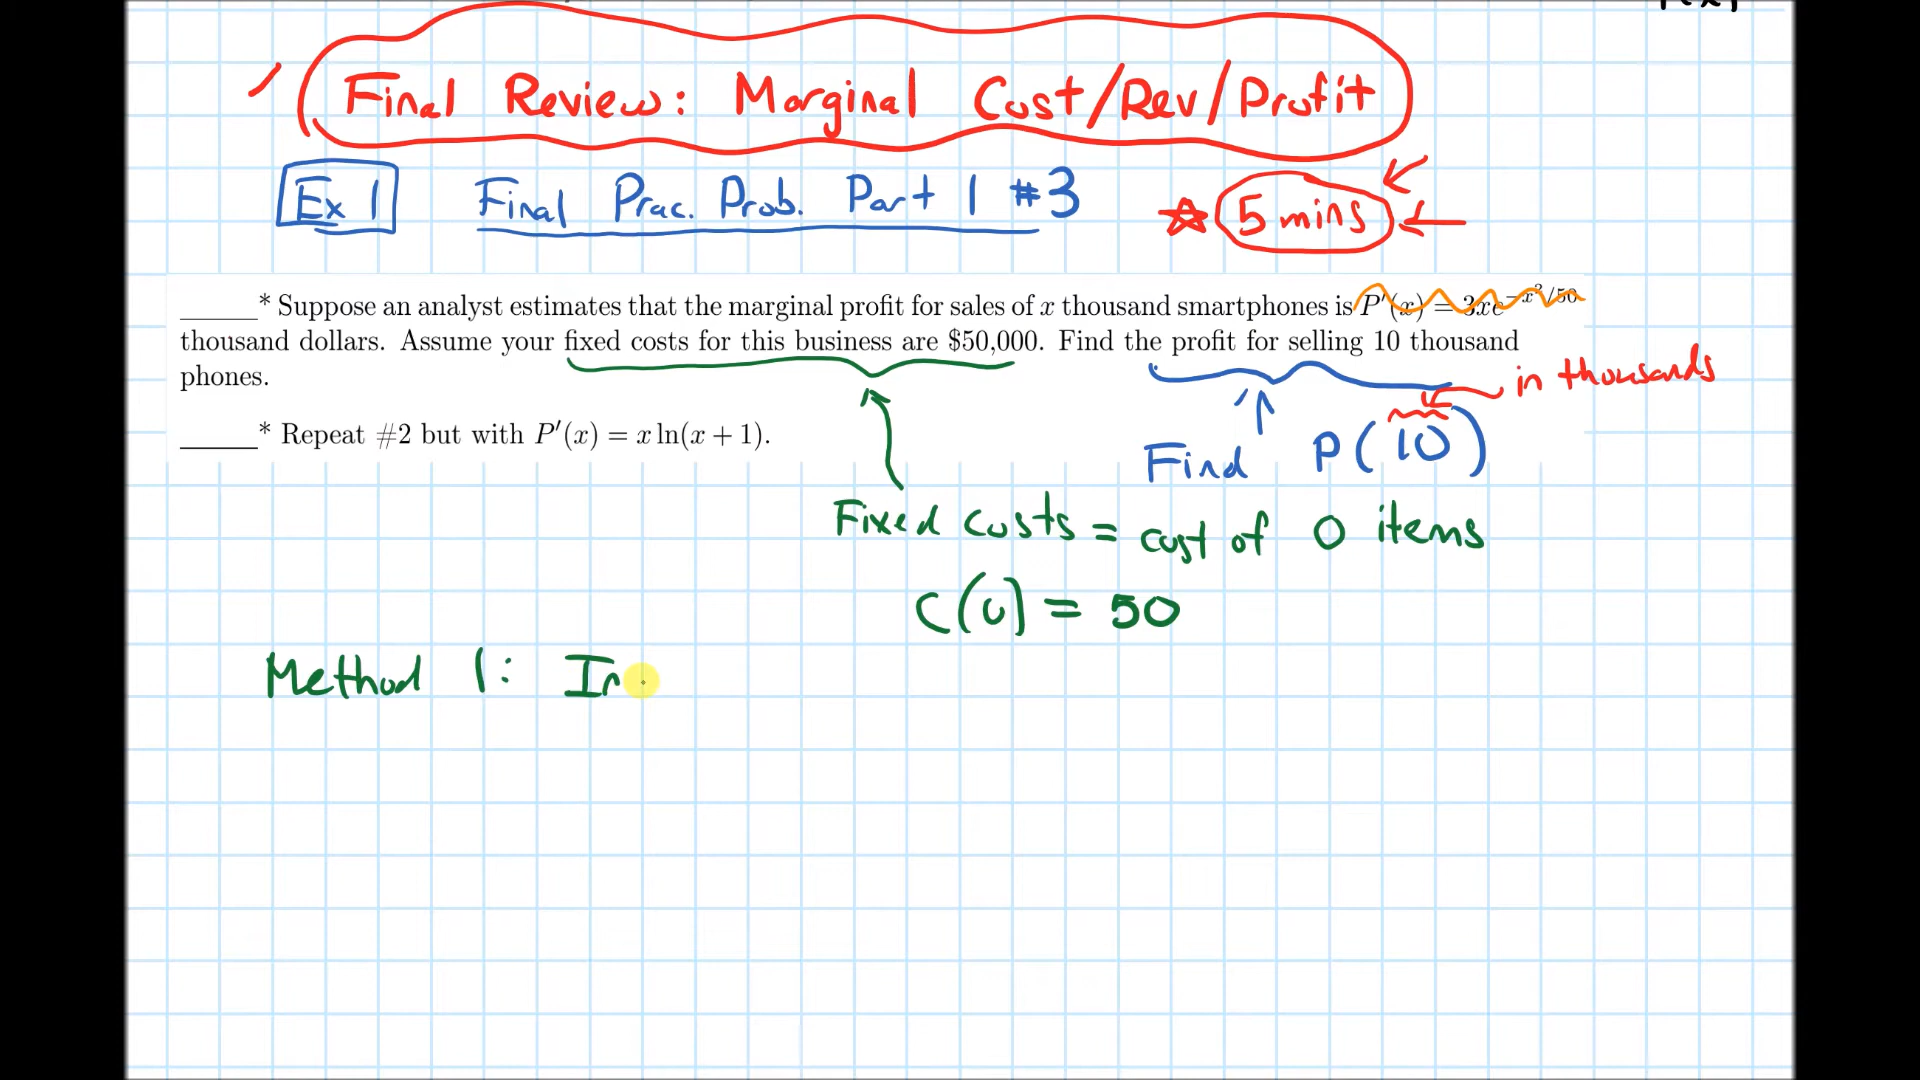 Final Review: Marginal Cost/Rev/Profit
Ex 1 Final Prac. Prob. Part 1 #3 5 mins
_____* Suppose an analyst estimates that the marginal profit for sales of x thousand smartphones is P′(x) = 3xe^{−x²/50}
thousand dollars. Assume your fixed costs for this business are $50,000. Find the profit for selling 10 thousand
phones.
in thousands
_____* Repeat #2 but with P′(x) = x ln(x + 1).
Find P(10)
Fixed costs = cost of 0 items
C(0) = 50
Method 1: In